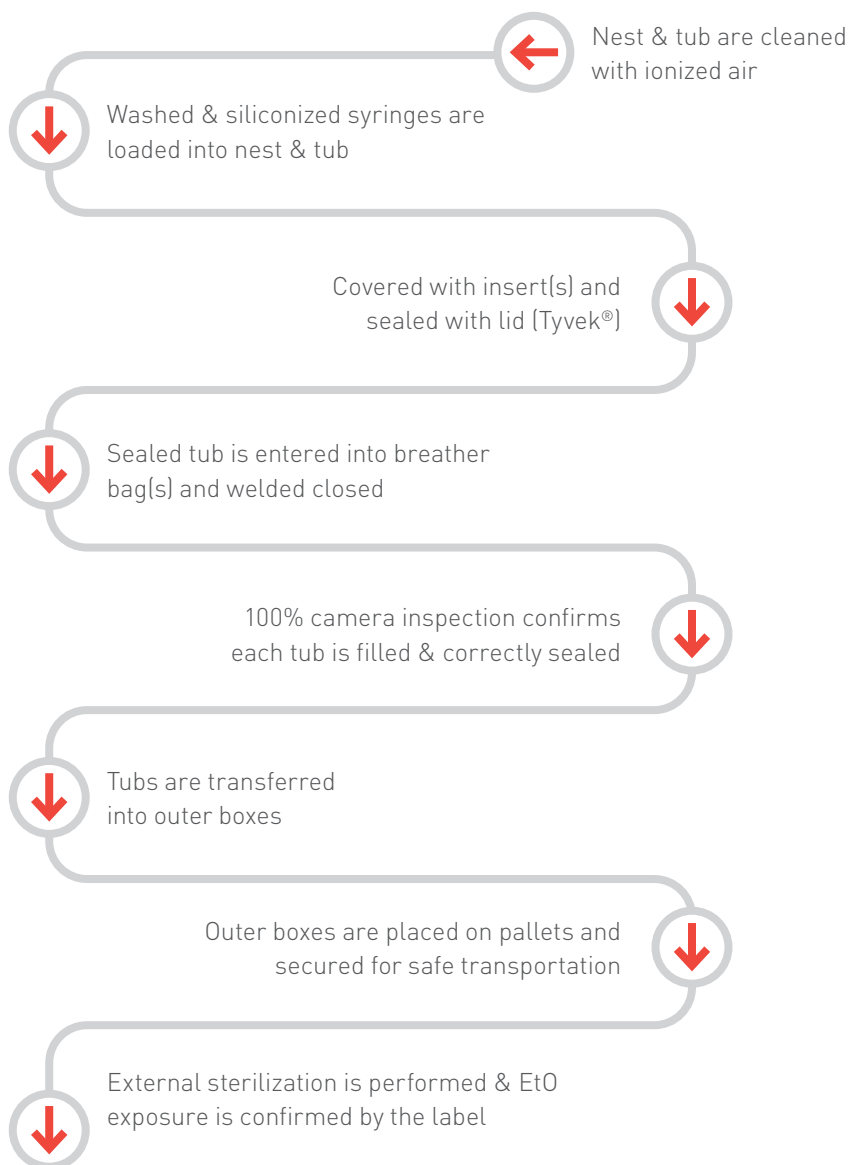 Nest & tub are cleaned
with ionized air
Washed & siliconized syringes are
loaded into nest & tub
Covered with insert(s) and
sealed with lid (Tyvek®)
Sealed tub is entered into breather
bag(s) and welded closed
100% camera inspection confirms
each tub is filled & correctly sealed
Tubs are transferred
into outer boxes
Outer boxes are placed on pallets and
secured for safe transportation
External sterilization is performed & EtO
exposure is confirmed by the label